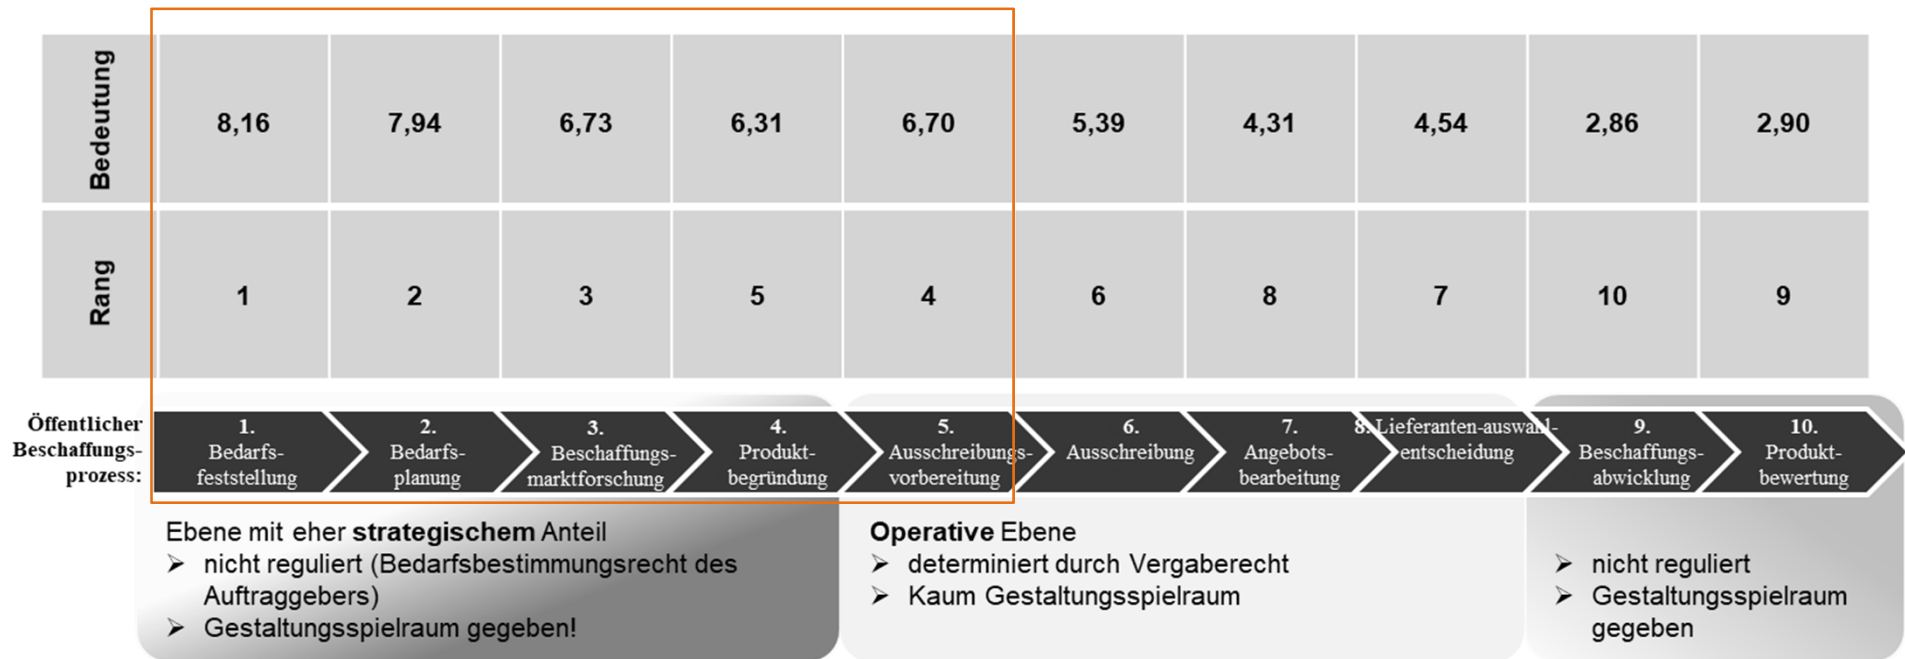 Bedeutung 8,16 7,94 6,73 6,31 6,70 5,39 4,31 4,54 2,86 2,90
Rang 1 2 3 5 4 6 8 7 10 9
Öffentlicher
Beschaffungs-
prozess:
1.
Bedarfs-
feststellung
2.
Bedarfs-
planung
3.
Beschaffungs-
marktforschung
4.
Produkt-
begründung
5.
Ausschreibungs-
vorbereitung
6.
Ausschreibung
7.
Angebots-
bearbeitung
8. Lieferanten-auswahl-
entscheidung
9.
Beschaffungs-
abwicklung
10.
Produkt-
bewertung
Ebene mit eher strategischem Anteil
➢ nicht reguliert (Bedarfsbestimmungsrecht des
Auftraggebers)
➢ Gestaltungsspielraum gegeben!
Operative Ebene
➢ determiniert durch Vergaberecht
➢ Kaum Gestaltungsspielraum
➢ nicht reguliert
➢ Gestaltungsspielraum
gegeben